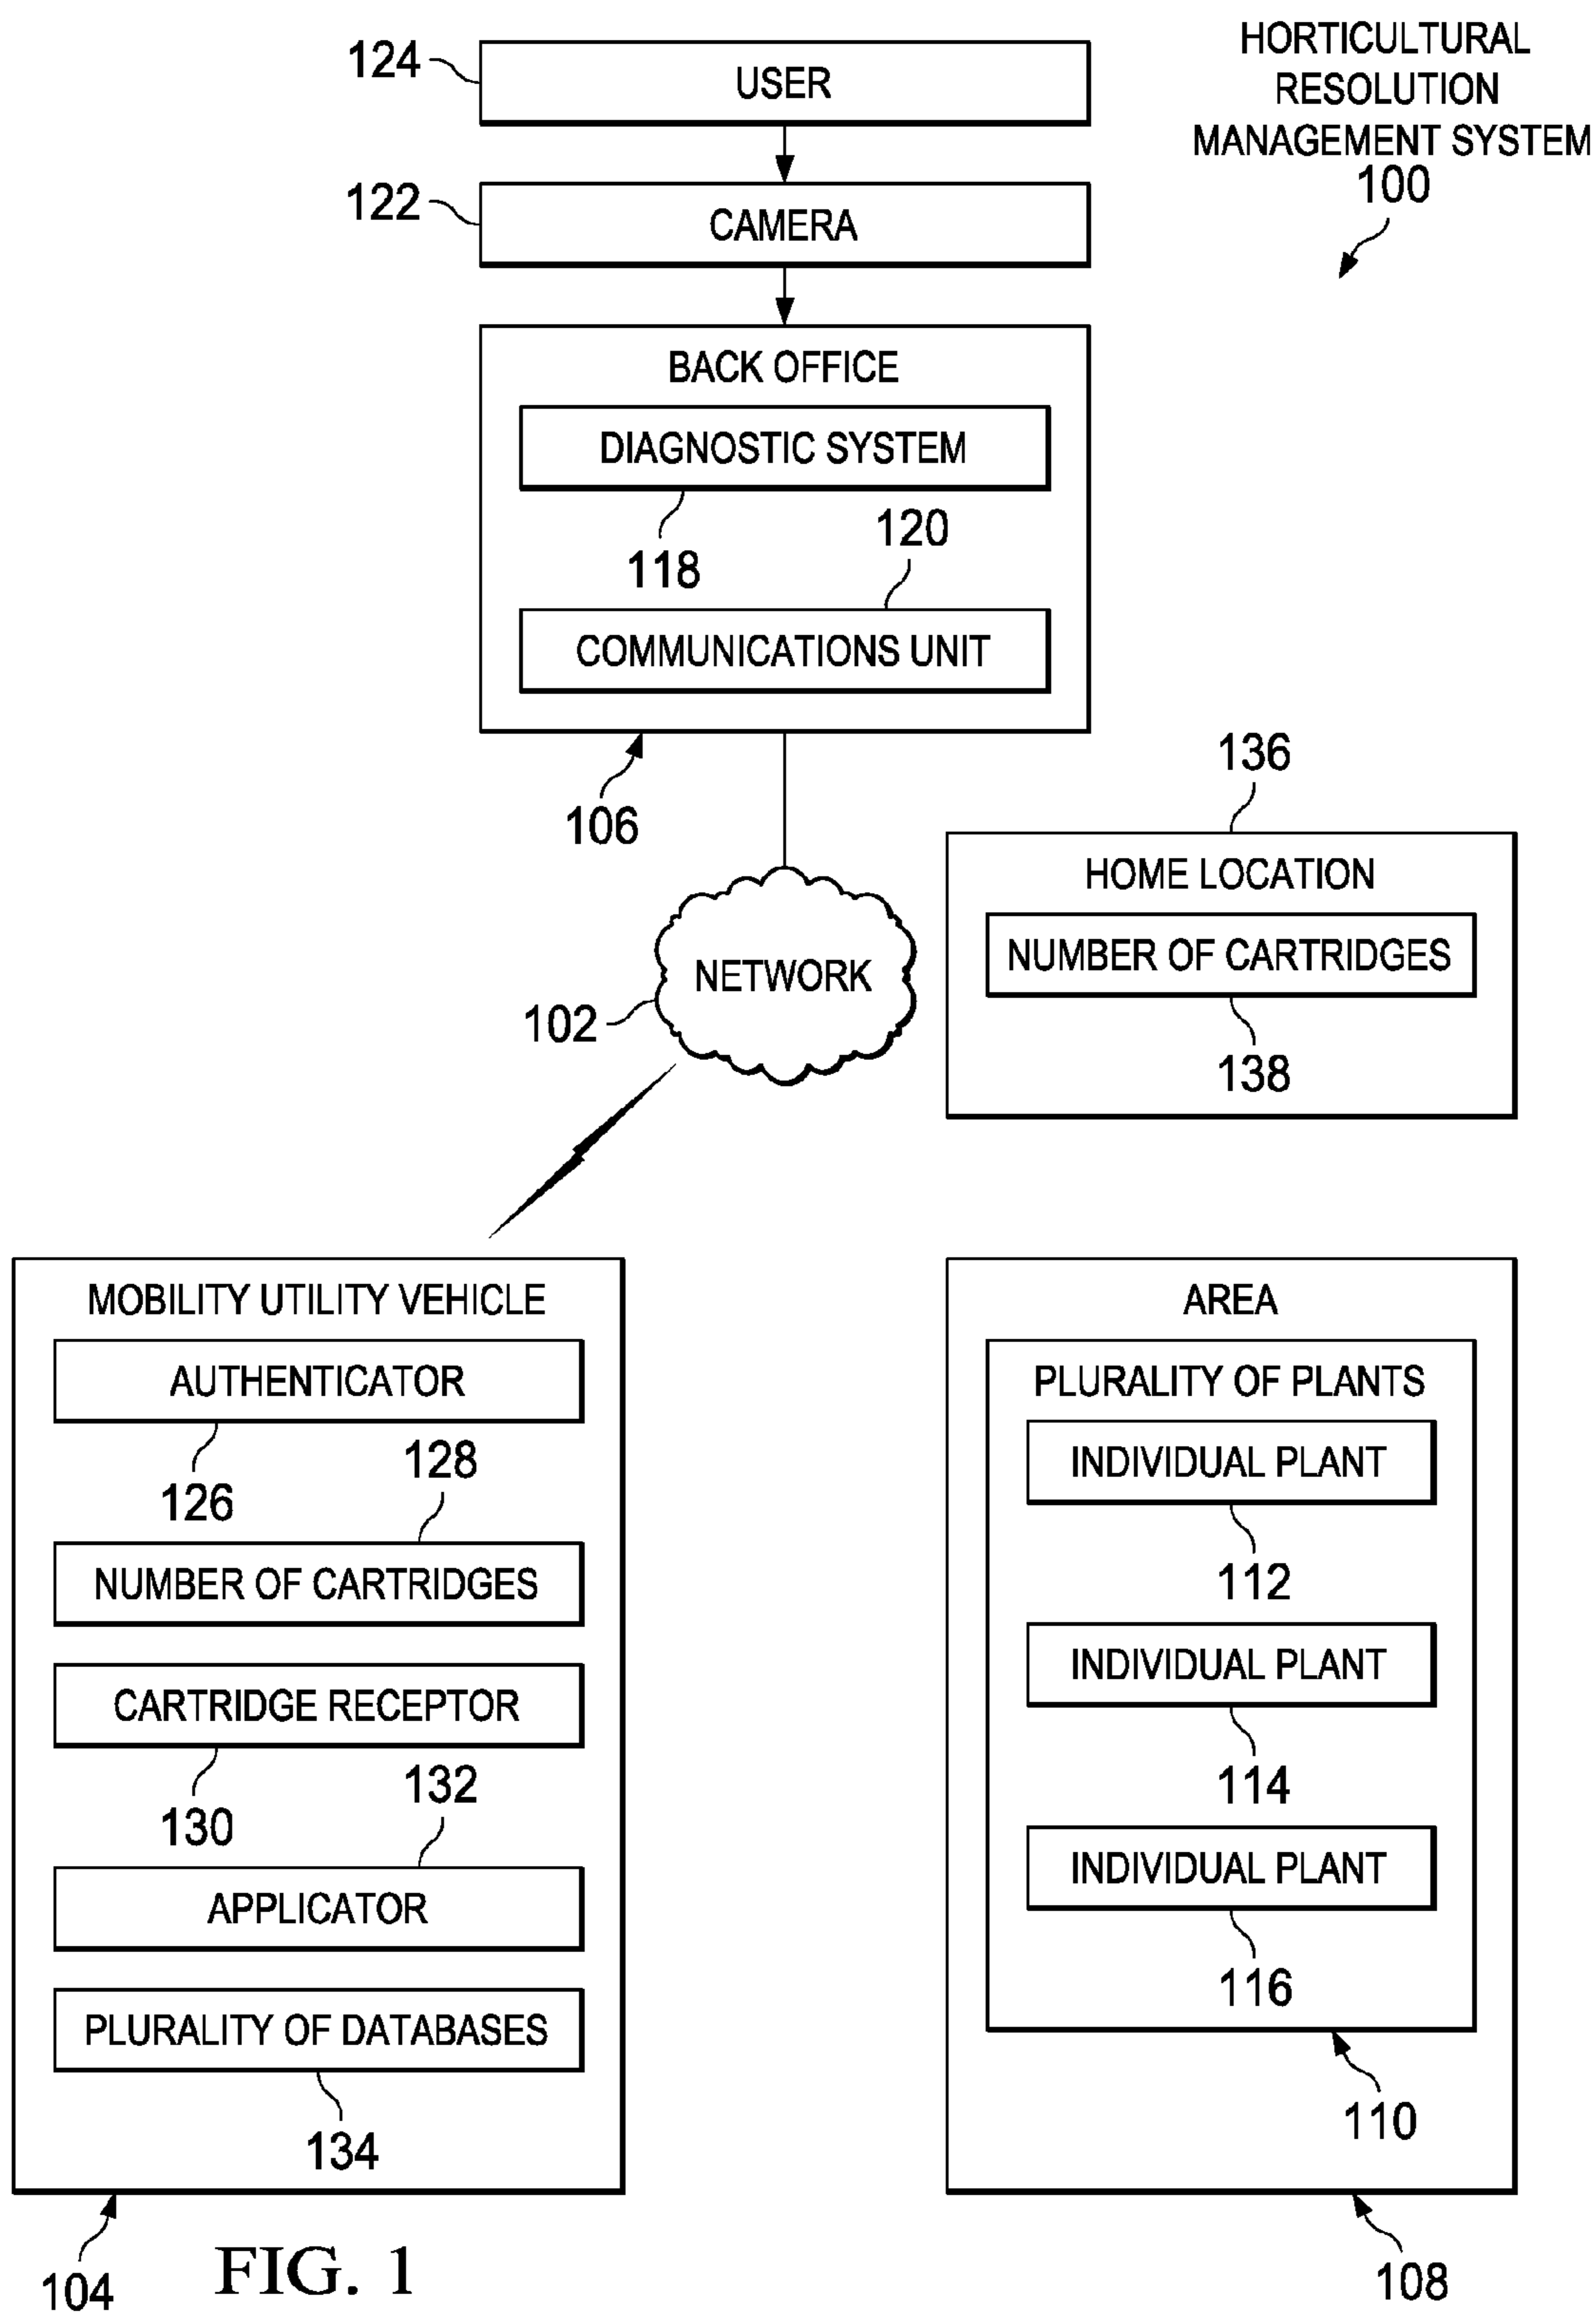 HORTICULTURAL
RESOLUTION
MANAGEMENT SYSTEM
100
124
USER
122
CAMERA
BACK OFFICE
DIAGNOSTIC SYSTEM
118
120
COMMUNICATIONS UNIT
106
NETWORK
102
136
HOME LOCATION
NUMBER OF CARTRIDGES
138
MOBILITY UTILITY VEHICLE
AUTHENTICATOR
126
128
NUMBER OF CARTRIDGES
CARTRIDGE RECEPTOR
130
132
APPLICATOR
PLURALITY OF DATABASES
134
104
AREA
PLURALITY OF PLANTS
INDIVIDUAL PLANT
112
INDIVIDUAL PLANT
114
INDIVIDUAL PLANT
116
110
108
FIG. 1